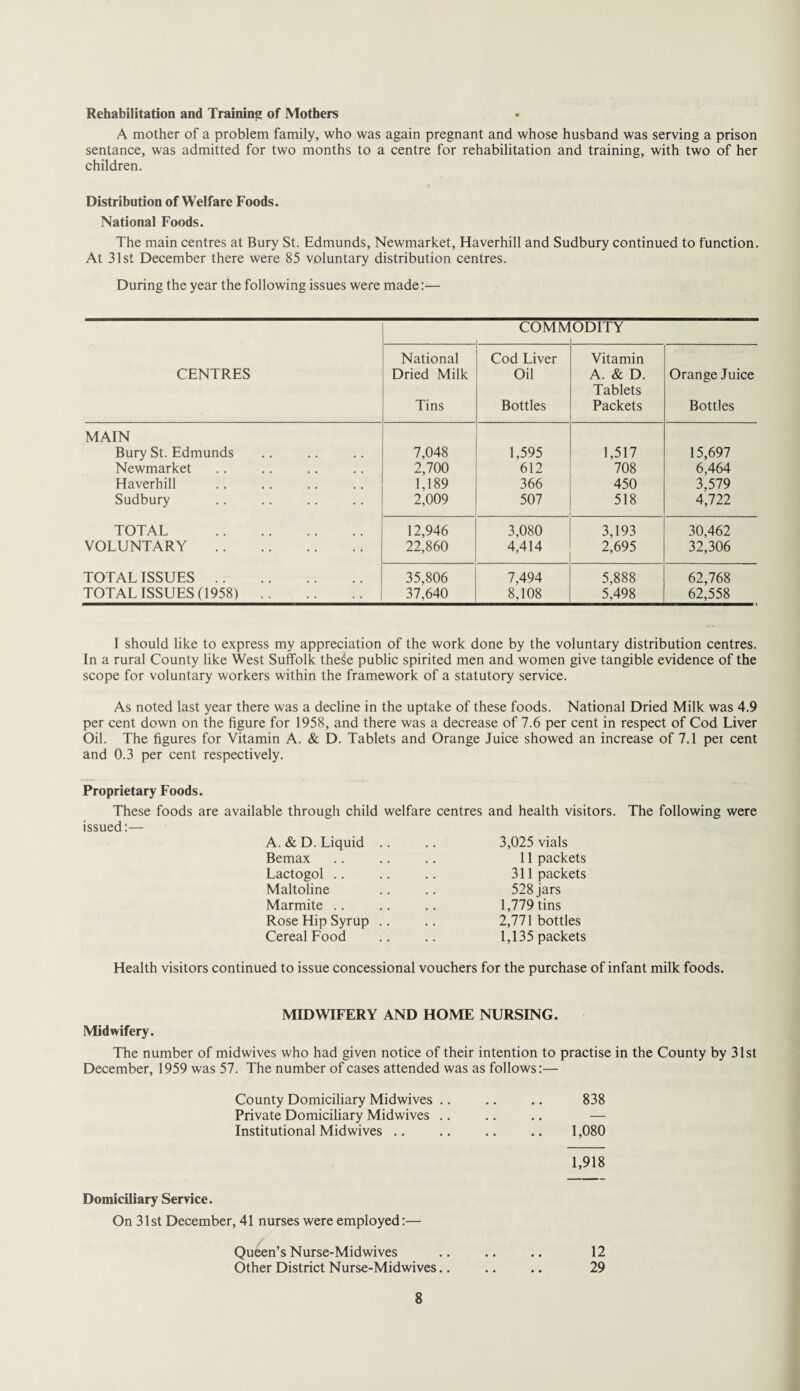 Rehabilitation and Training of Mothers
A mother of a problem family, who was again pregnant and whose husband was serving a prison
sentance, was admitted for two months to a centre for rehabilitation and training, with two of her
children.
Distribution of Welfare Foods.
National Foods.
The main centres at Bury St. Edmunds, Newmarket, Haverhill and Sudbury continued to function.
At 31st December there were 85 voluntary distribution centres.
During the year the following issues were made:—
COMMODITY
CENTRES National Dried Milk Tins Cod Liver Oil Bottles Vitamin A. & D. Tablets Packets Orange Juice Bottles
MAIN
Bury St. Edmunds .. .. .. 7,048 1,595 1,517 15,697
Newmarket .. .. .. .. 2,700 612 708 6,464
Haverhill .. .. .. .. 1,189 366 450 3,579
Sudbury .. .. .. .. 2,009 507 518 4,722
TOTAL .. .. .. .. 12,946 3,080 3,193 30,462
VOLUNTARY .. .. .. .. 22,860 4,414 2,695 32,306
TOTAL ISSUES .. .. .. .. 35,806 7,494 5,888 62,768
TOTAL ISSUES (1958) .. .. .. 37,640 8,108 5,498 62,558
I should like to express my appreciation of the work done by the voluntary distribution centres.
In a rural County like West Suffolk these public spirited men and women give tangible evidence of the
scope for voluntary workers within the framework of a statutory service.
As noted last year there was a decline in the uptake of these foods. National Dried Milk was 4.9
per cent down on the figure for 1958, and there was a decrease of 7.6 per cent in respect of Cod Liver
Oil. The figures for Vitamin A. & D. Tablets and Orange Juice showed an increase of 7.1 per cent
and 0.3 per cent respectively.
Proprietary Foods.
These foods are available through child welfare centres and health visitors. The following were
issued:—
A. & D. Liquid .. .. 3,025 vials
Bemax .. .. .. 11 packets
Lactogol .. .. .. 311 packets
Maltoline .. .. 528 jars
Marmite .. .. .. 1,779 tins
Rose Hip Syrup .. .. 2,771 bottles
Cereal Food .. .. 1,135 packets
Health visitors continued to issue concessional vouchers for the purchase of infant milk foods.
MIDWIFERY AND HOME NURSING.
Midwifery.
The number of midwives who had given notice of their intention to practise in the County by 31st
December, 1959 was 57. The number of cases attended was as follows:—
County Domiciliary Midwives .. .. .. 838
Private Domiciliary Midwives .. .. .. —
Institutional Midwives .. .. .. .. 1,080
1,918
Domiciliary Service.
On 31st December, 41 nurses were employed:—
Queen's Nurse-Midwives .. .. .. 12
Other District Nurse-Midwives.. .. .. 29
8